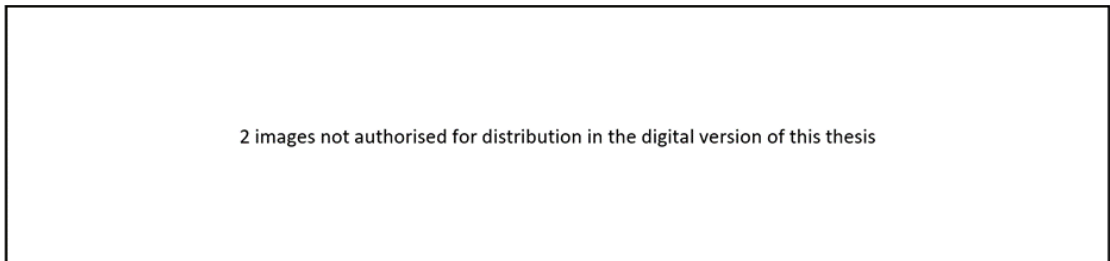 2 images not authorised for distribution in the digital version of this thesis